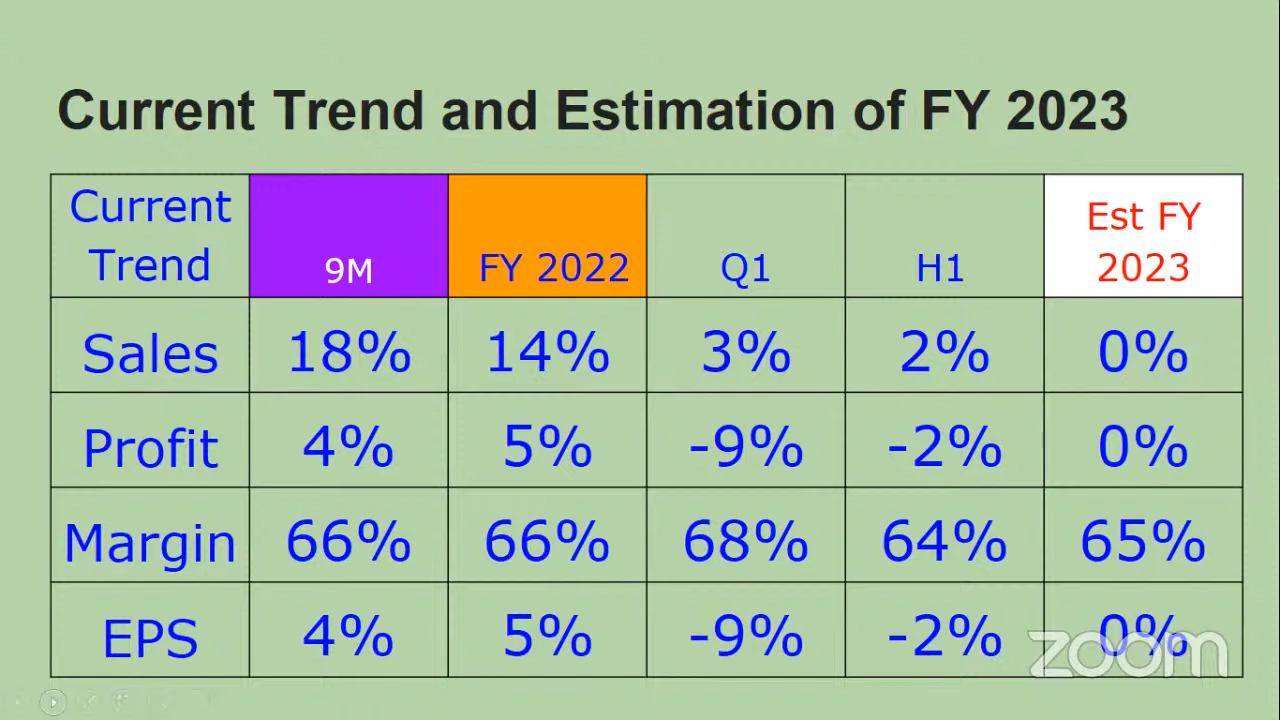 Current Trend and Estimation of FY 2023
Current Trend 9M FY 2022 Q1 H1 Est FY 2023
Sales 18% 14% 3% 2% 0%
Profit 4% 5% -9% -2% 0%
Margin 66% 66% 68% 64% 65%
EPS 4% 5% -9% -2% 0%
zoom